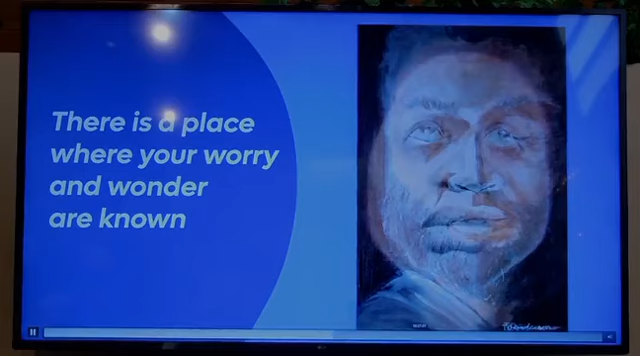 There is a place
where your worry
and wonder
are known